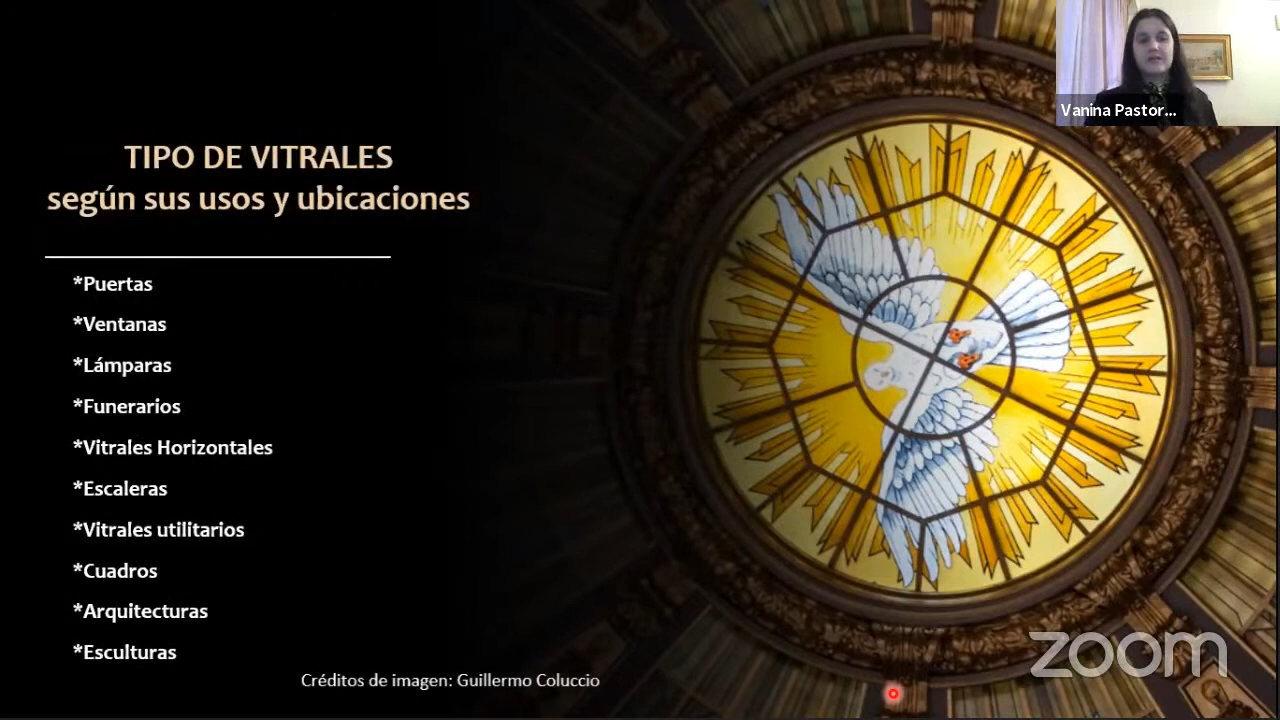 Vanina Pastor...
TIPO DE VITRALES
según sus usos y ubicaciones
*Puertas
*Ventanas
*Lámparas
*Funerarios
*Vitrales Horizontales
*Escaleras
*Vitrales utilitarios
*Cuadros
*Arquitecturas
*Esculturas
Créditos de imagen: Guillermo Coluccio
zoom